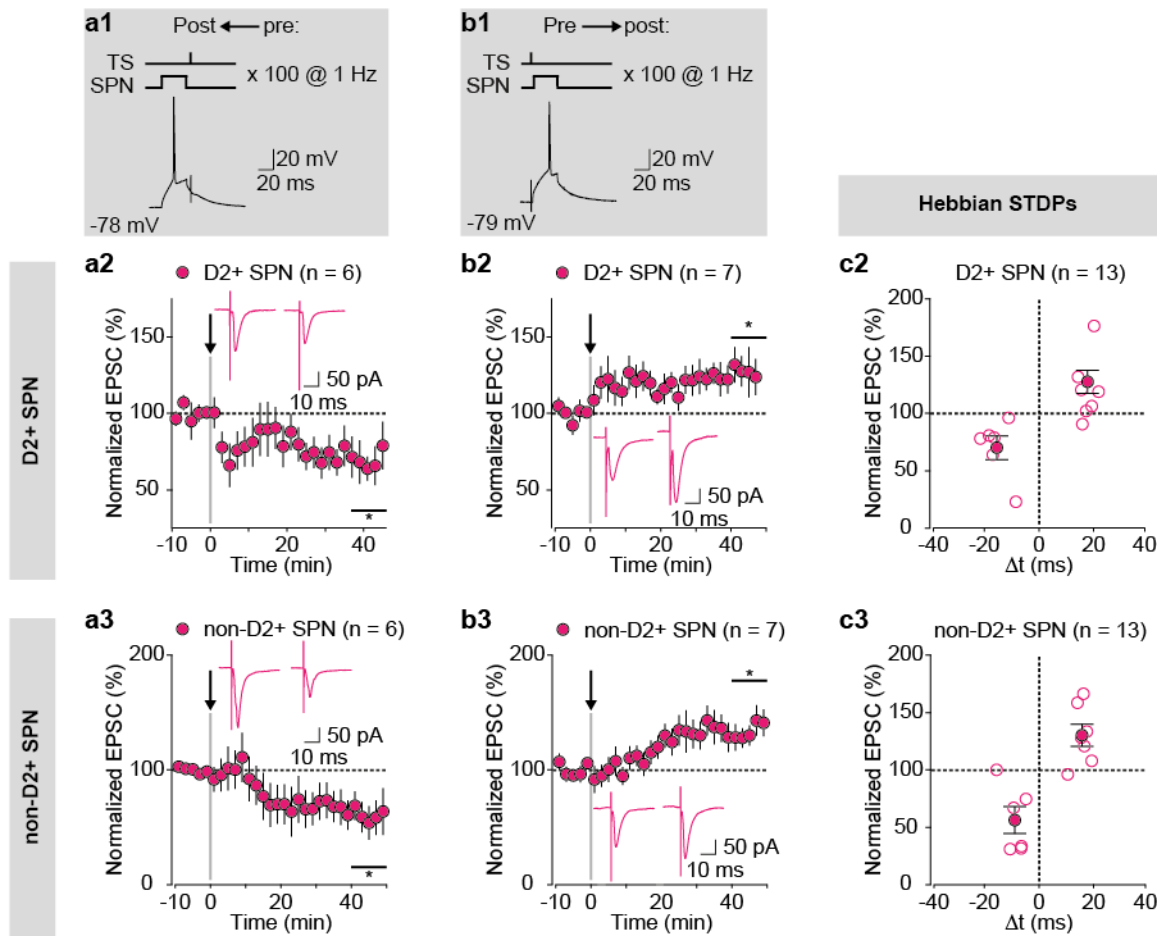 a1
Post ← pre:
TS
SPN
x 100 @ 1 Hz
20 mV
20 ms
-78 mV
b1
Pre → post:
TS
SPN
x 100 @ 1 Hz
20 mV
20 ms
-79 mV
Hebbian STDPs
D2+ SPN
a2
D2+ SPN (n = 6)
Normalized EPSC (%)
150
100
50
50 pA
10 ms
*
-10 0 20 40
Time (min)
b2
D2+ SPN (n = 7)
Normalized EPSC (%)
150
100
50
*
50 pA
10 ms
-10 0 20 40
Time (min)
c2
D2+ SPN (n = 13)
Normalized EPSC (%)
200
150
100
50
0
-40 -20 0 20 40
Δt (ms)
non-D2+ SPN
a3
non-D2+ SPN (n = 6)
Normalized EPSC (%)
200
100
0
50 pA
10 ms
*
-10 0 20 40
Time (min)
b3
non-D2+ SPN (n = 7)
Normalized EPSC (%)
200
100
0
*
50 pA
10 ms
-10 0 20 40
Time (min)
c3
non-D2+ SPN (n = 13)
Normalized EPSC (%)
200
150
100
50
0
-40 -20 0 20 40
Δt (ms)